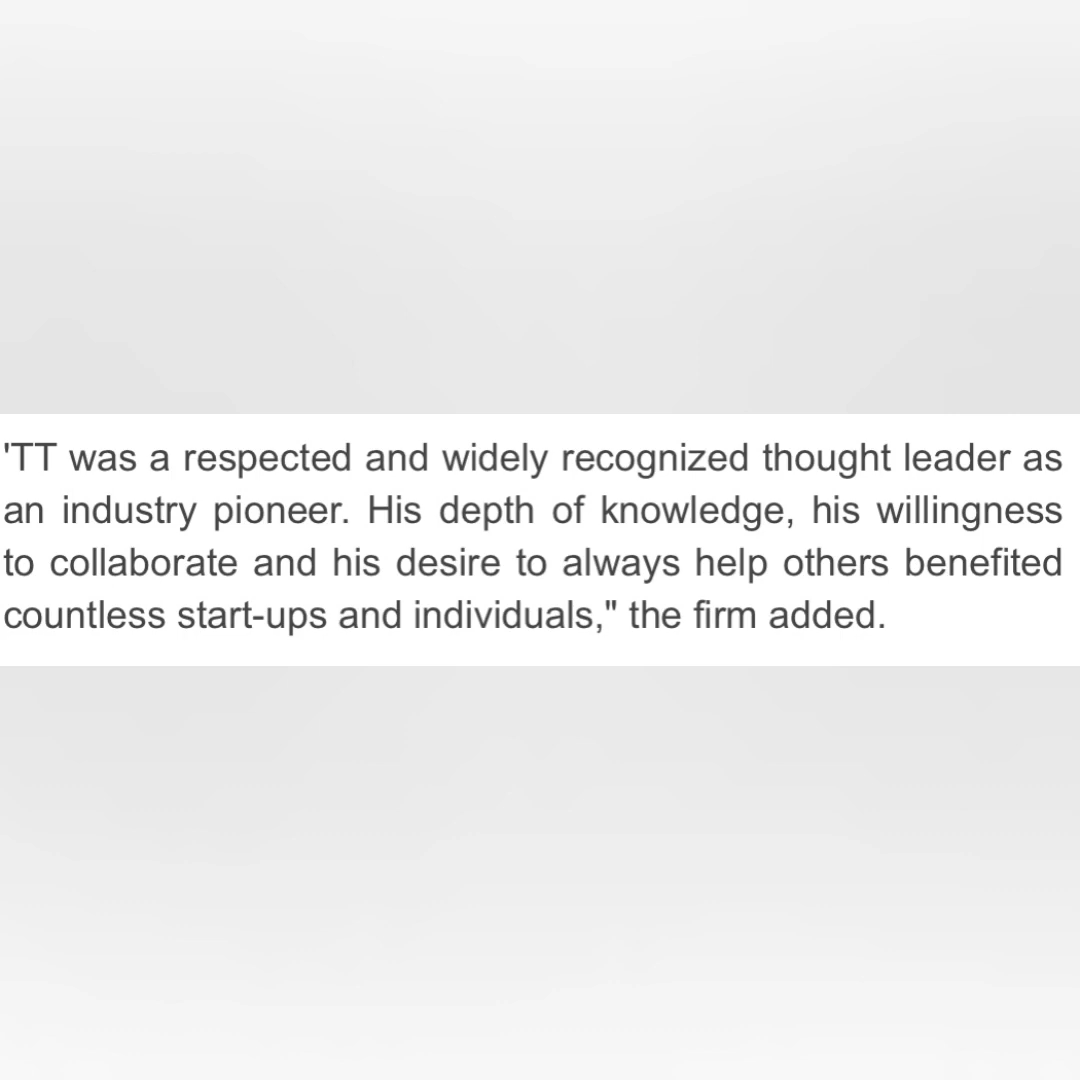 'TT was a respected and widely recognized thought leader as
an industry pioneer. His depth of knowledge, his willingness
to collaborate and his desire to always help others benefited
countless start-ups and individuals," the firm added.